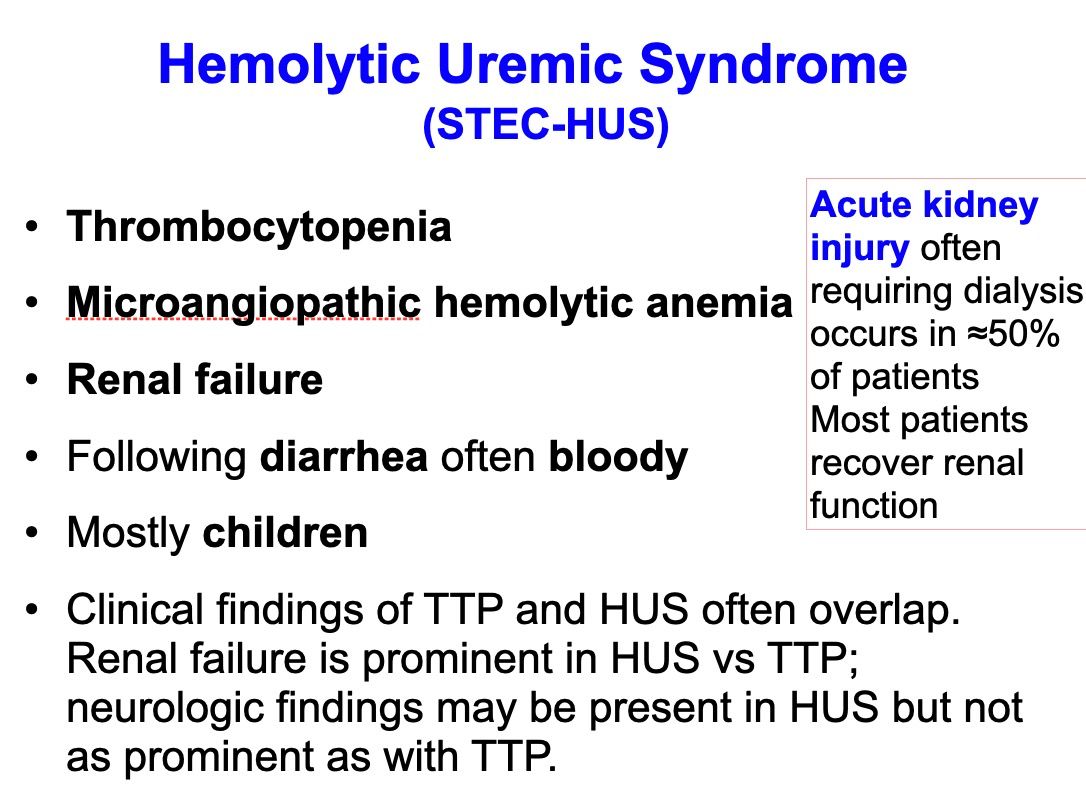 Hemolytic Uremic Syndrome
(STEC-HUS)
• Thrombocytopenia
• Microangiopathic hemolytic anemia
• Renal failure
• Following diarrhea often bloody
• Mostly children
• Clinical findings of TTP and HUS often overlap.
Renal failure is prominent in HUS vs TTP;
neurologic findings may be present in HUS but not
as prominent as with TTP.
Acute kidney
injury often
requiring dialysis
occurs in ≈50%
of patients
Most patients
recover renal
function